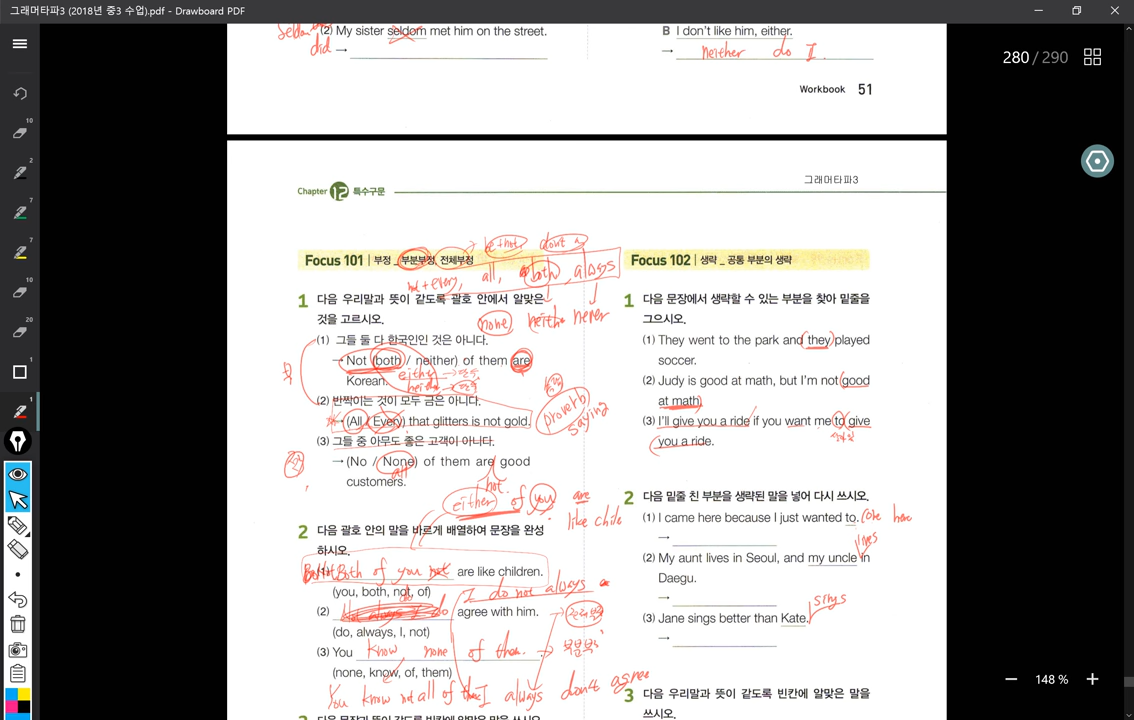 그래머타파3 (2018년 중3 수업).pdf - Drawboard PDF
280 / 290
(2) My sister seldom met him on the street.
Seldom
did
→
B I don't like him, either.
→ neither do I.
Workbook 51
Chapter 12 특수구문
그래머타파3
Focus 101 | 부정 _ 부분부정, 전체부정
not + every, all, both, always
none, neither never
1 다음 우리말과 뜻이 같도록 괄호 안에서 알맞은
것을 고르시오.
(1) 그들 둘 다 한국인인 것은 아니다.
→ Not (both / neither) of them are
Korean.
(2) 반짝이는 것이 모두 금은 아니다.
→ (All / Every) that glitters is not gold.
proverb
saying
(3) 그들 중 아무도 좋은 고객이 아니다.
→ (No / None) of them are good
customers.
all
not
either of you are
like child
2 다음 괄호 안의 말을 바르게 배열하여 문장을 완성
하시오.
(1) Both of you not are like children.
(you, both, not, of)
I do not always
(2) do agree with him.
(do, always, I, not)
(3) You know none of them.
(none, know, of, them)
You know not all of them
I always don't agree
Focus 102 | 생략 _ 공통 부분의 생략
1 다음 문장에서 생략할 수 있는 부분을 찾아 밑줄을
그으시오.
(1) They went to the park and they played
soccer.
(2) Judy is good at math, but I'm not good
at math.
(3) I'll give you a ride if you want me to give
you a ride.
2 다음 밑줄 친 부분을 생략된 말을 넣어 다시 쓰시오.
(1) I came here because I just wanted to. come here
→
lives
(2) My aunt lives in Seoul, and my uncle in
Daegu.
→
sings
(3) Jane sings better than Kate.
→
3 다음 우리말과 뜻이 같도록 빈칸에 알맞은 말을
쓰시오.
148 %